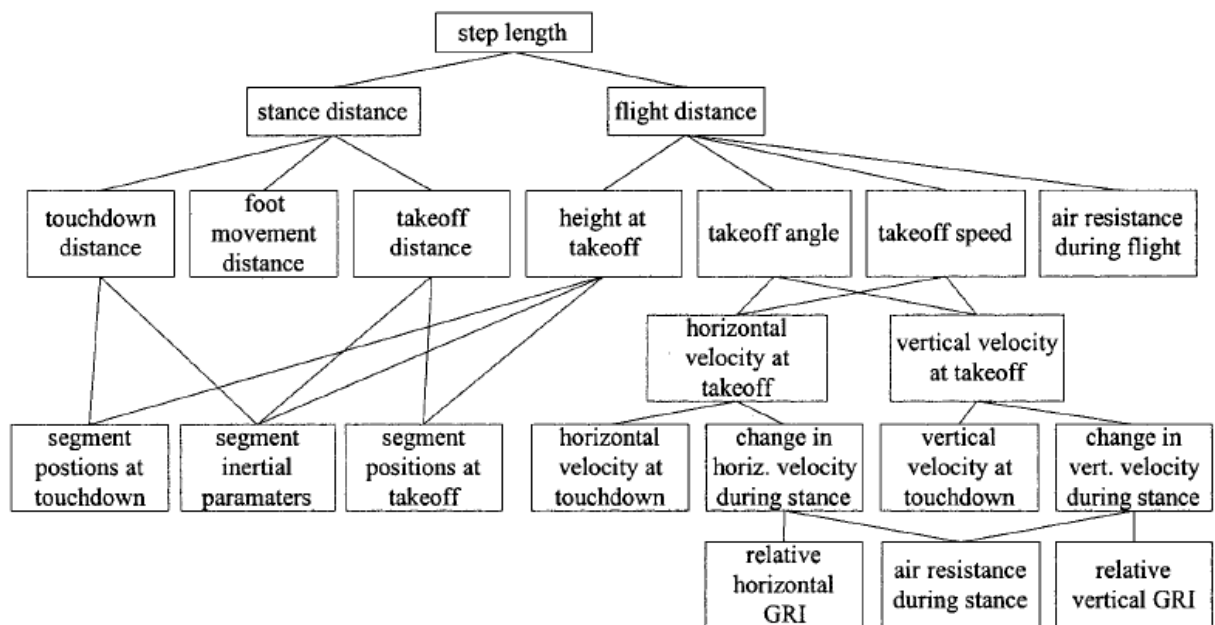 step length
stance distance
flight distance
touchdown
distance
foot
movement
distance
takeoff
distance
height at
takeoff
takeoff angle
takeoff speed
air resistance
during flight
horizontal
velocity at
takeoff
vertical velocity
at takeoff
segment
postions at
touchdown
segment
inertial
paramaters
segment
positions at
takeoff
horizontal
velocity at
touchdown
change in
horiz. velocity
during stance
vertical
velocity at
touchdown
change in
vert. velocity
during stance
relative
horizontal
GRI
air resistance
during stance
relative
vertical GRI